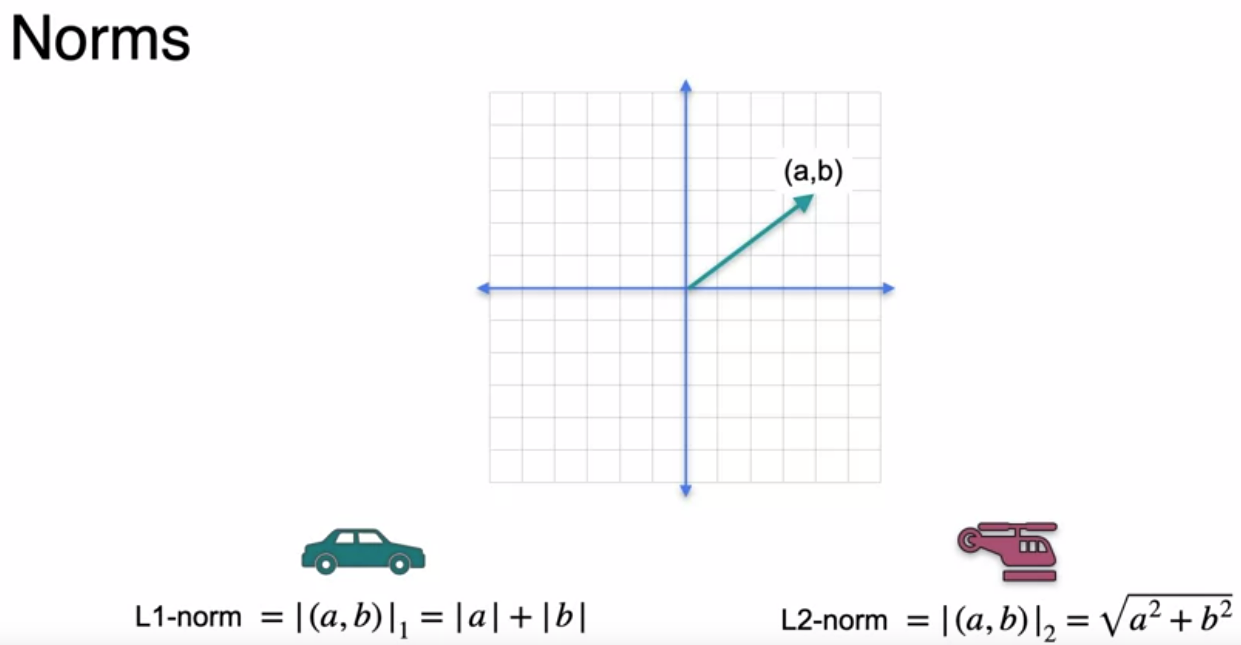 Norms
(a,b)
L1-norm = |(a, b)|₁ = |a| + |b|
L2-norm = |(a, b)|₂ = √(a² + b²)